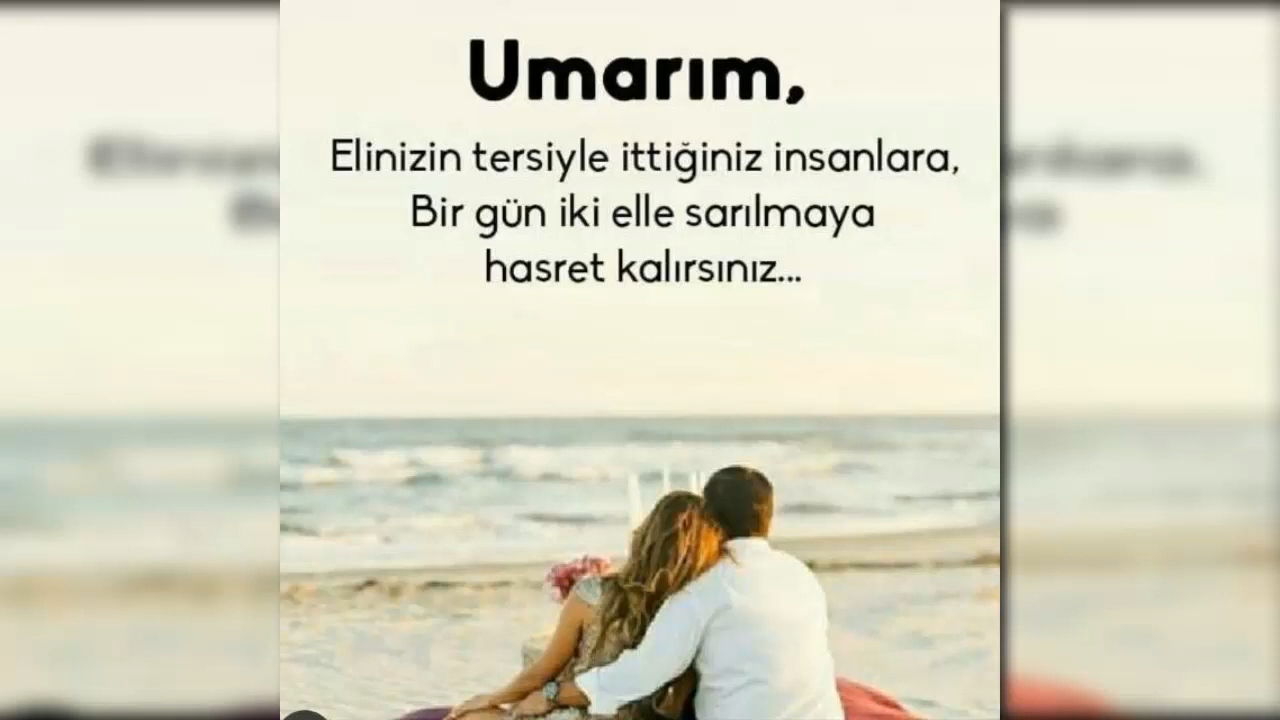 Umarım,
Elinizin tersiyle ittiğiniz insanlara,
Bir gün iki elle sarılmaya
hasret kalırsınız...